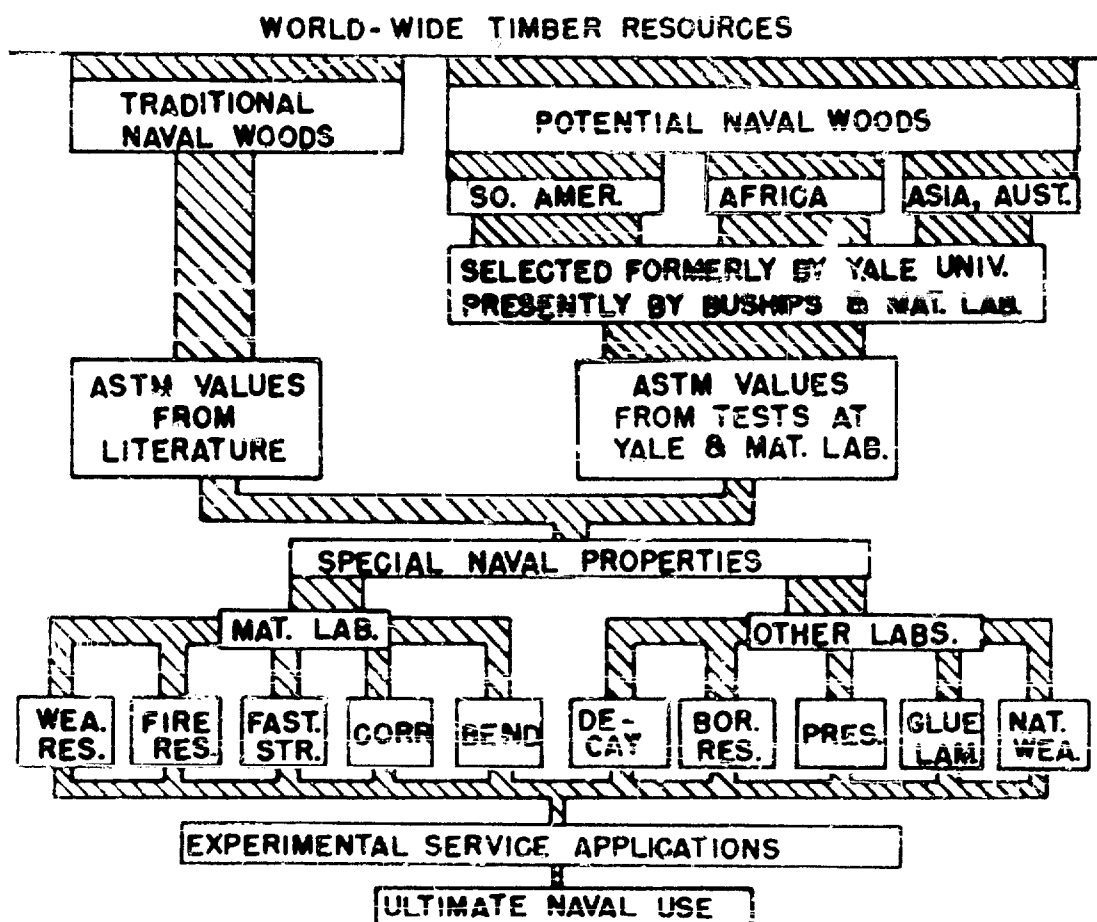 WORLD-WIDE TIMBER RESOURCES
TRADITIONAL
NAVAL WOODS
POTENTIAL NAVAL WOODS
SO. AMER.
AFRICA
ASIA, AUST.
SELECTED FORMERLY BY YALE UNIV.
PRESENTLY BY BUSHIPS & MAT. LAB.
ASTM VALUES
FROM
LITERATURE
ASTM VALUES
FROM TESTS AT
YALE & MAT. LAB.
SPECIAL NAVAL PROPERTIES
MAT. LAB.
OTHER LABS.
WEA.
RES.
FIRE
RES.
FAST.
STR.
CORR
BEND
DE-
CAY
BOR.
RES.
PRES.
GLUE
LAM.
NAT.
WEA.
EXPERIMENTAL SERVICE APPLICATIONS
ULTIMATE NAVAL USE